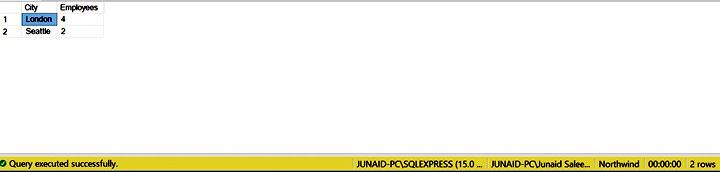 City Employees
1 London 4
2 Seattle 2
Query executed successfully. JUNAID-PC\SQLEXPRESS (15.0 ... JUNAID-PC\Junaid Salee... Northwind 00:00:00 2 rows